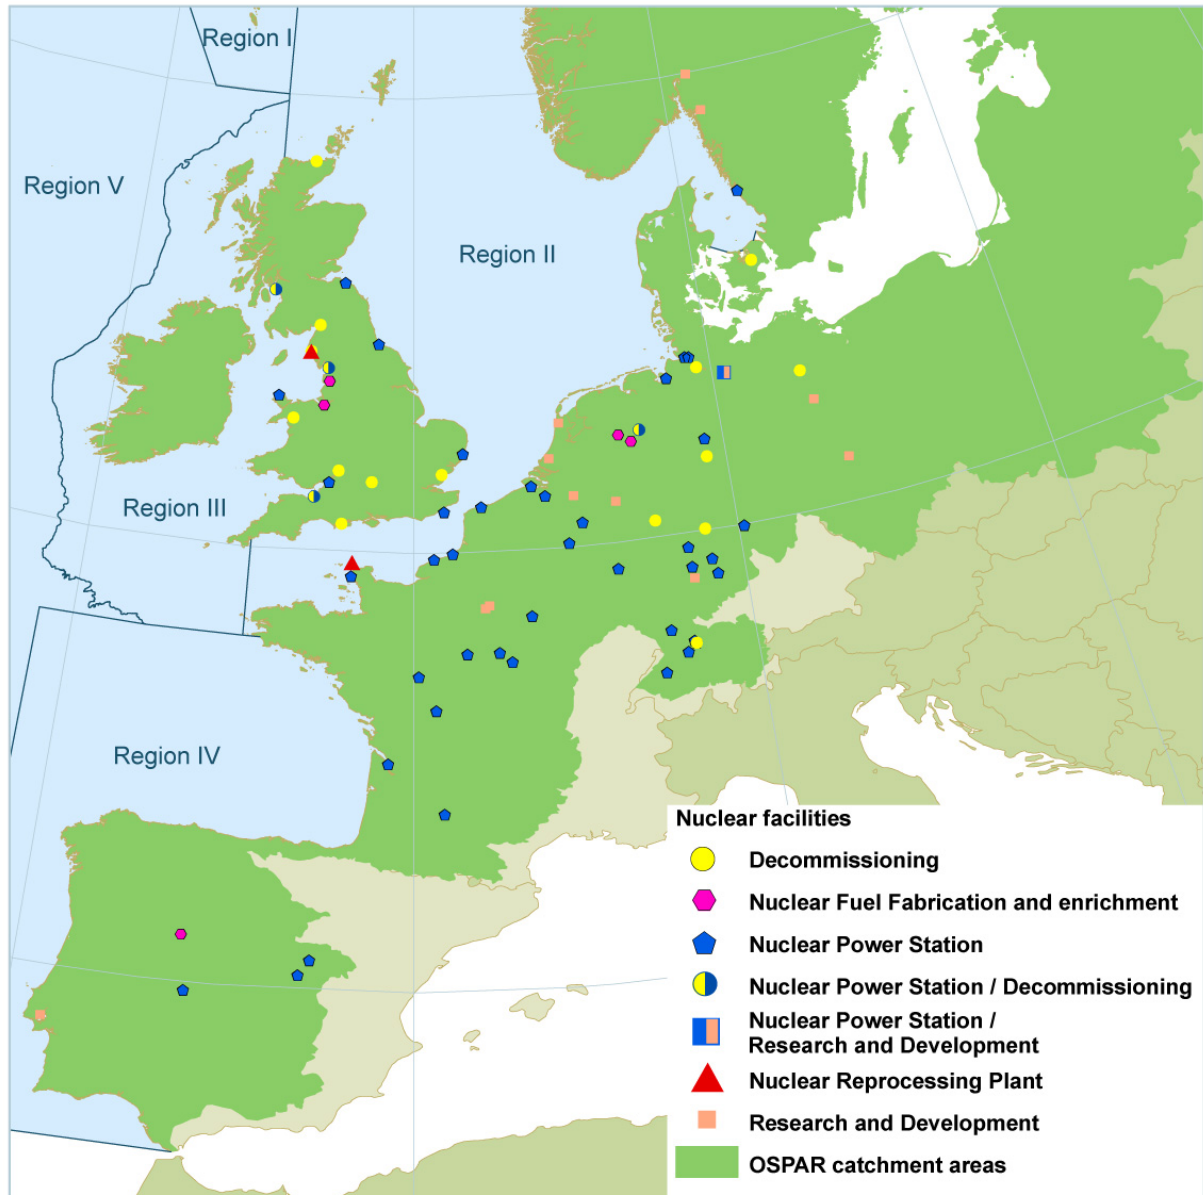 Region I
Region V
Region II
Region III
Region IV
Nuclear facilities
Decommissioning
Nuclear Fuel Fabrication and enrichment
Nuclear Power Station
Nuclear Power Station / Decommissioning
Nuclear Power Station /
Research and Development
Nuclear Reprocessing Plant
Research and Development
OSPAR catchment areas